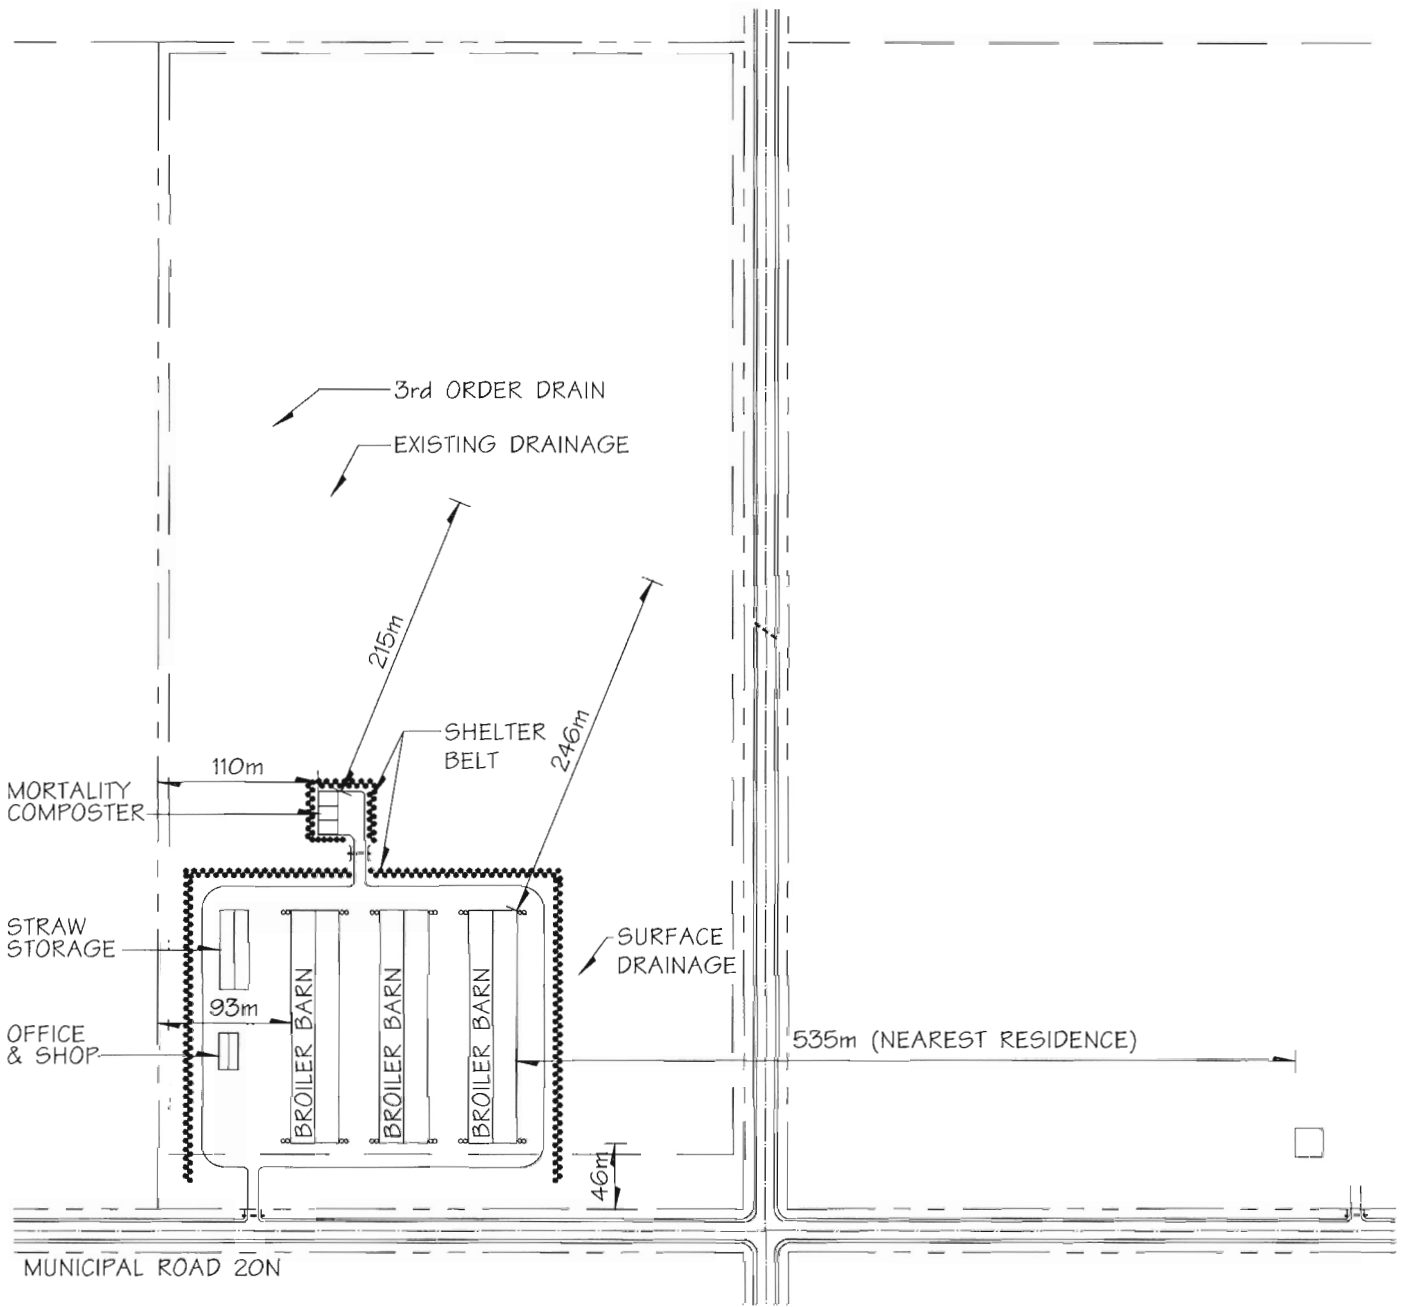 3rd ORDER DRAIN
EXISTING DRAINAGE
215m
246m
SHELTER
BELT
110m
MORTALITY
COMPOSTER
STRAW
STORAGE
SURFACE
DRAINAGE
93m
OFFICE
& SHOP
BROILER BARN
BROILER BARN
BROILER BARN
535m (NEAREST RESIDENCE)
46m
MUNICIPAL ROAD 20N